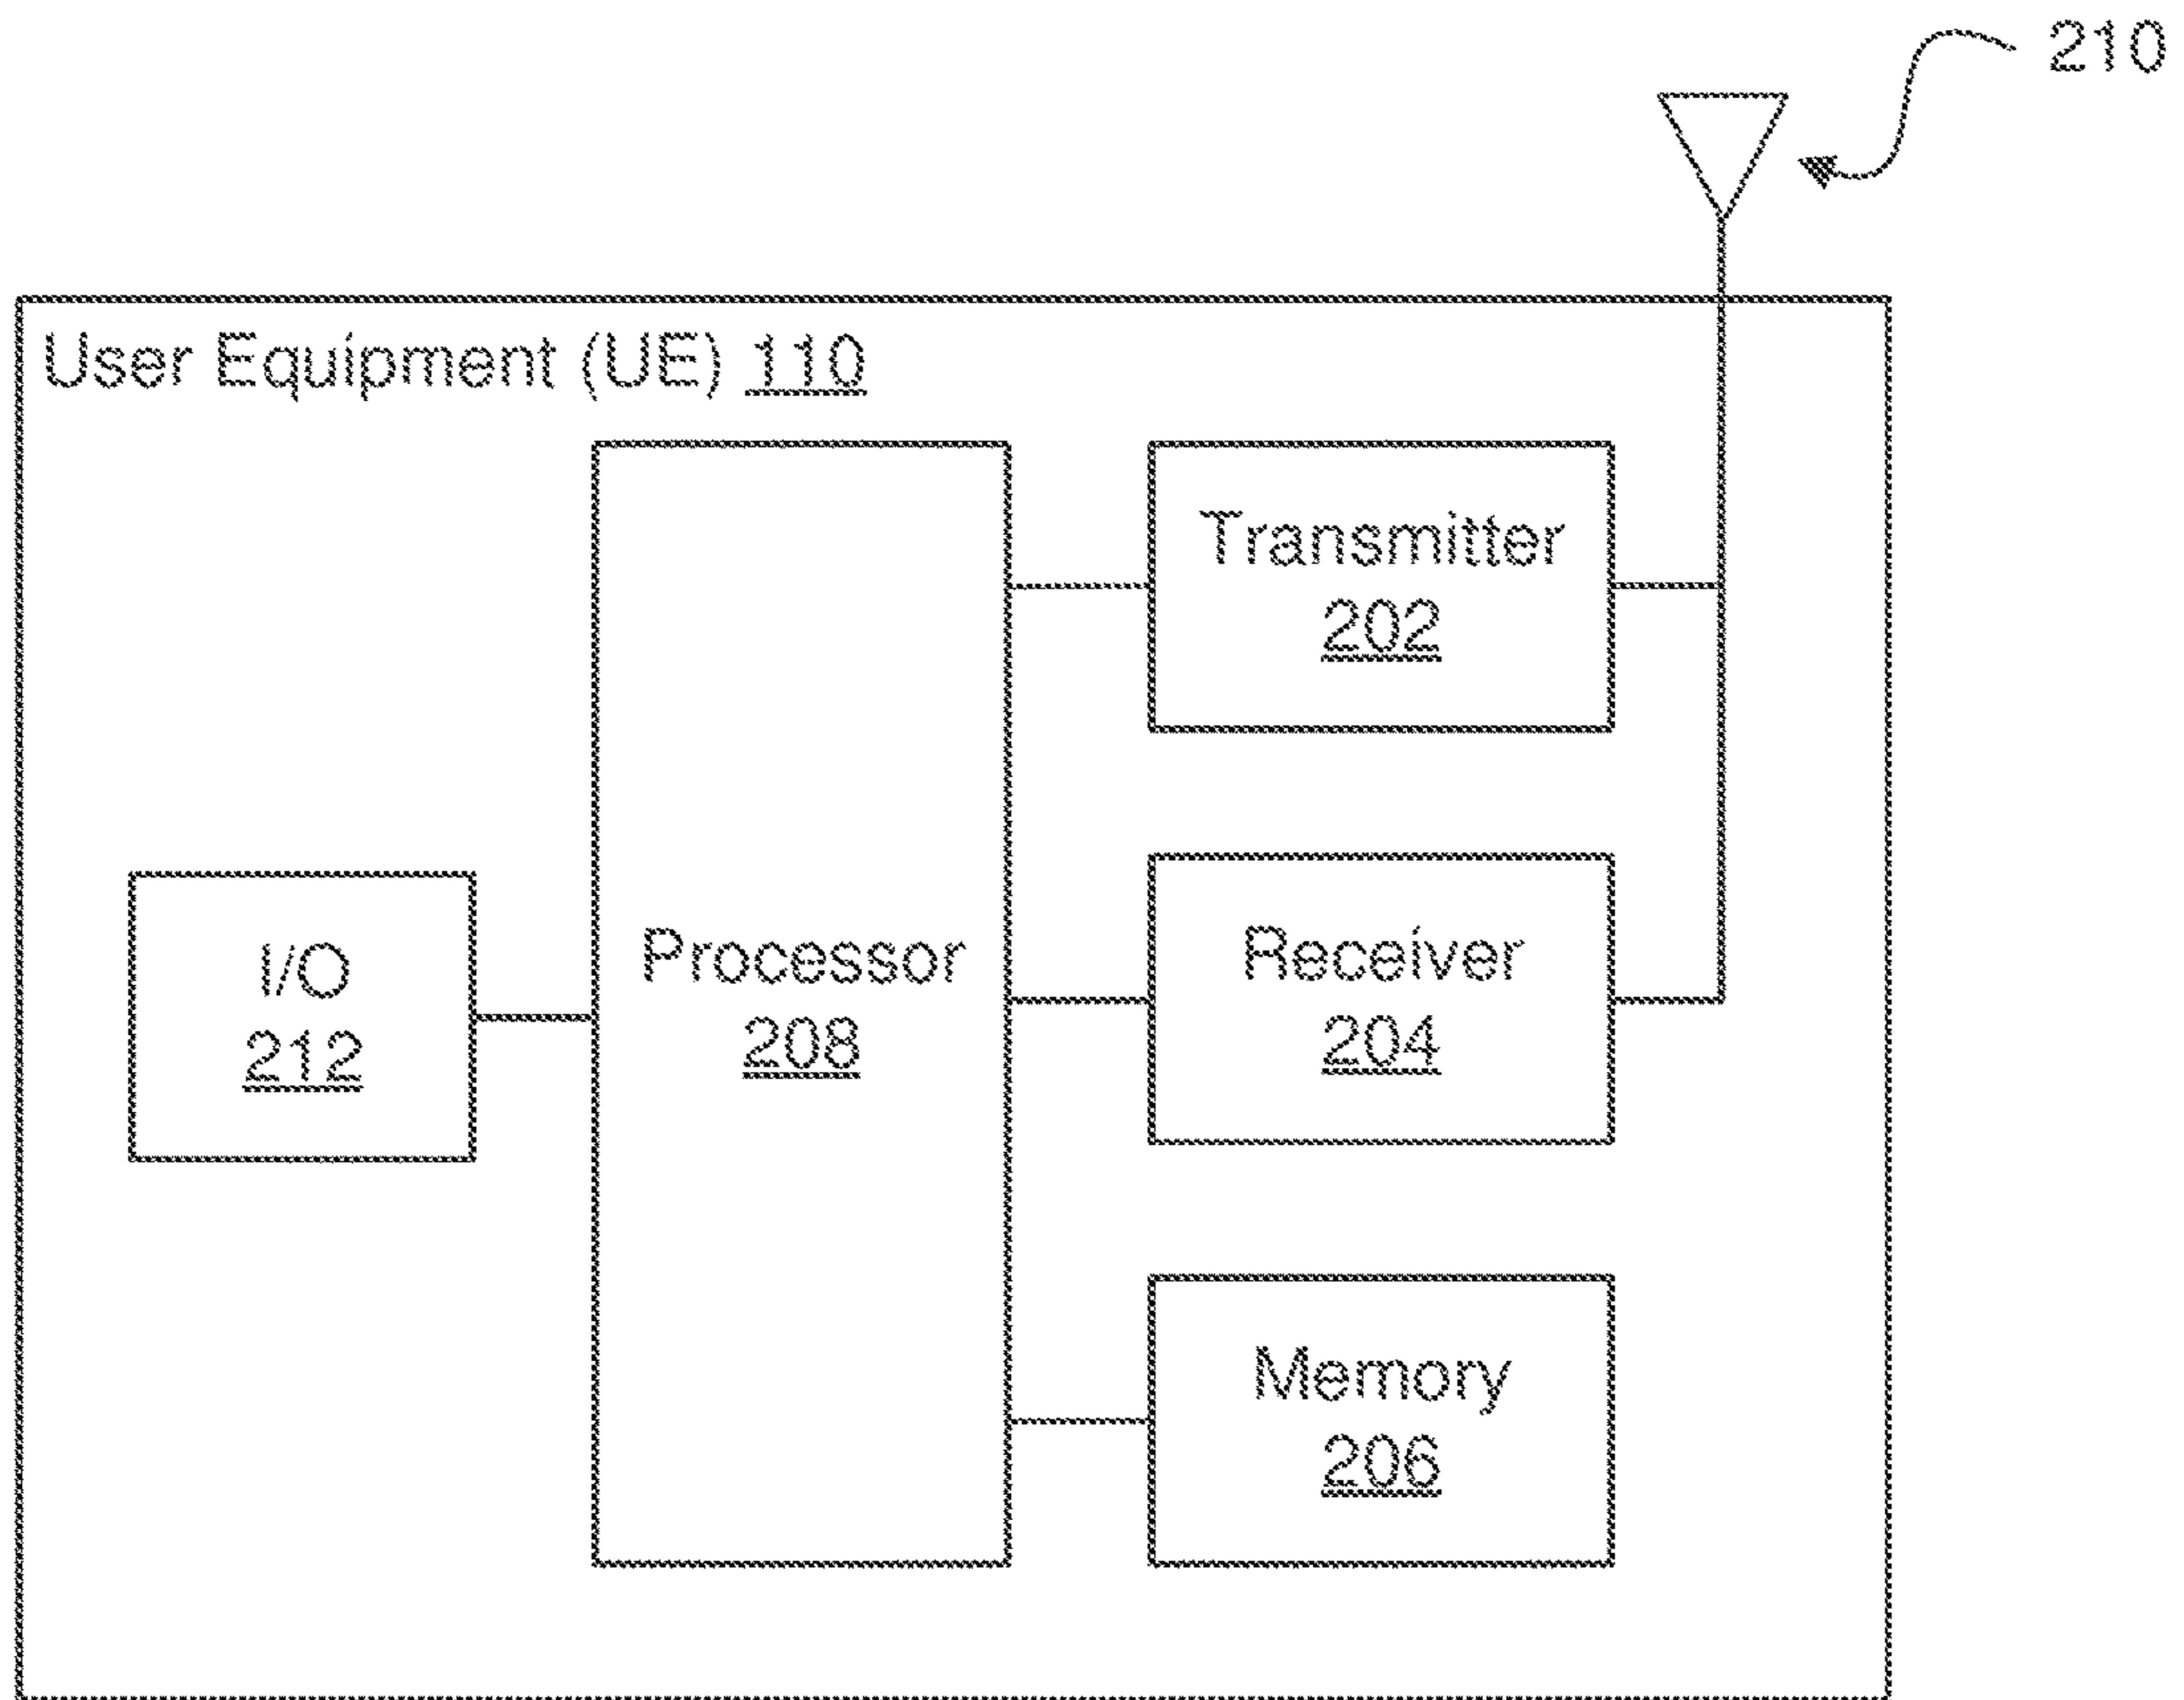 210
User Equipment (UE) 110
Transmitter
202
I/O
212
Processor
208
Receiver
204
Memory
206